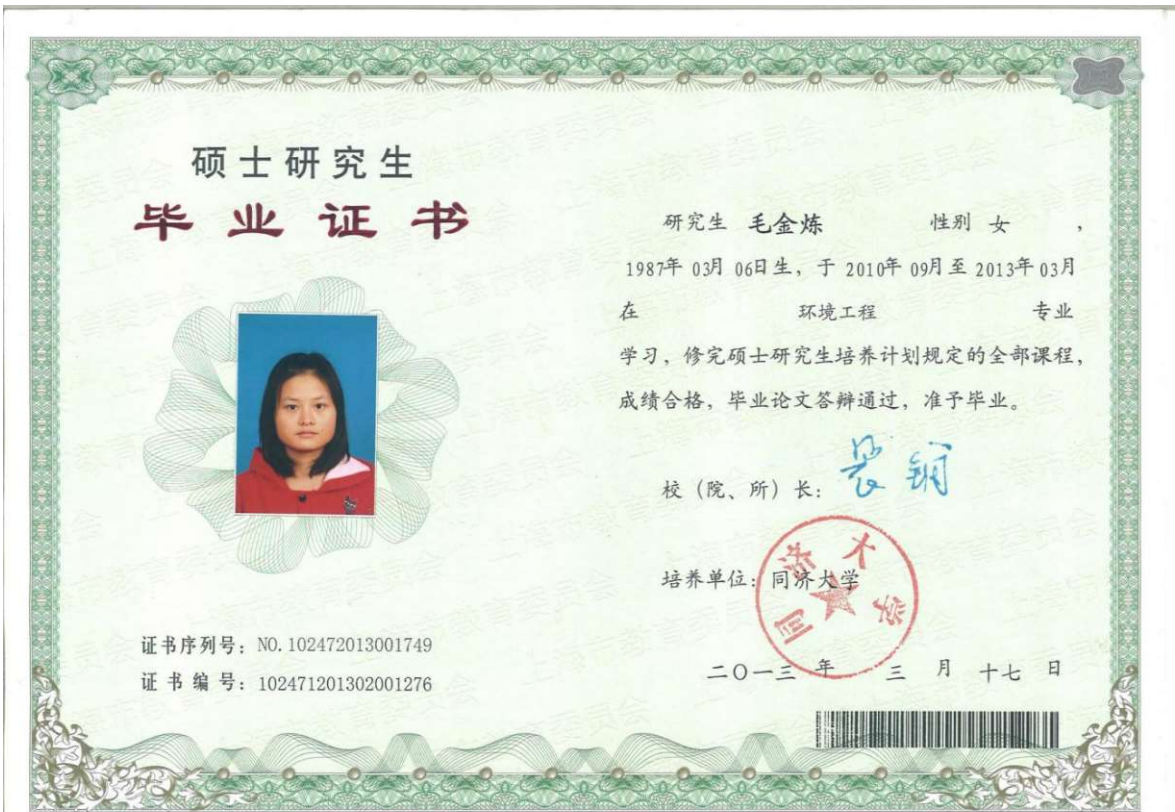 硕士研究生
毕业证书
研究生 毛金炼 性别 女 ，
1987年 03月 06日生，于 2010年 09月至 2013年 03月
在 环境工程 专业
学习，修完硕士研究生培养计划规定的全部课程，
成绩合格，毕业论文答辩通过，准予毕业。
校（院、所）长：裴钢
培养单位：同济大学
同济大学
二〇一三 年 三 月 十七 日
证书序列号：NO.102472013001749
证 书 编 号：102471201302001276